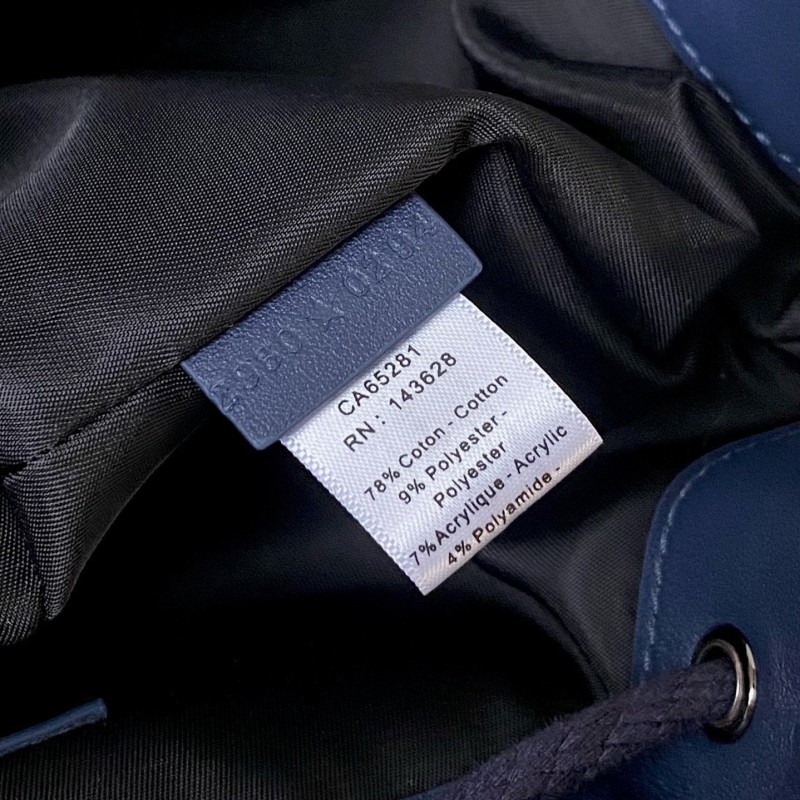 CA65281
RN: 143628
78% Coton - Cotton
9% Polyester -
Polyester
7% Acrylique - Acrylic
4% Polyamide -